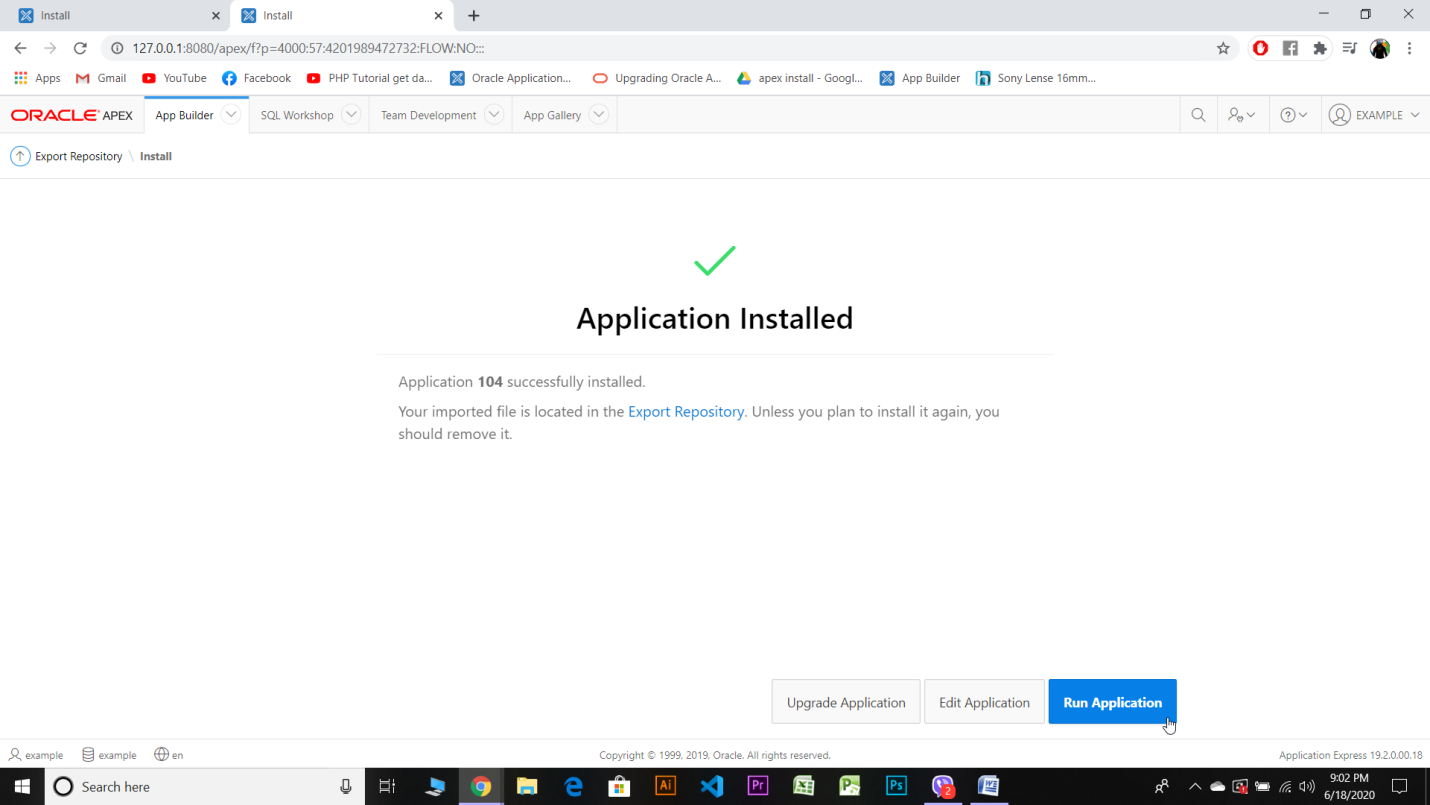 Install
Install
127.0.0.1:8080/apex/f?p=4000:57:4201989472732:FLOW:NO:::
Apps Gmail YouTube Facebook PHP Tutorial get da... Oracle Application... Upgrading Oracle A... apex install - Googl... App Builder Sony Lense 16mm...
ORACLE APEX App Builder SQL Workshop Team Development App Gallery EXAMPLE
Export Repository \ Install
Application Installed
Application 104 successfully installed.
Your imported file is located in the Export Repository. Unless you plan to install it again, you
should remove it.
Upgrade Application Edit Application Run Application
example example en Copyright © 1999, 2019, Oracle. All rights reserved. Application Express 19.2.0.00.18
Search here Ai Pr Ps 2
9:02 PM
6/18/2020